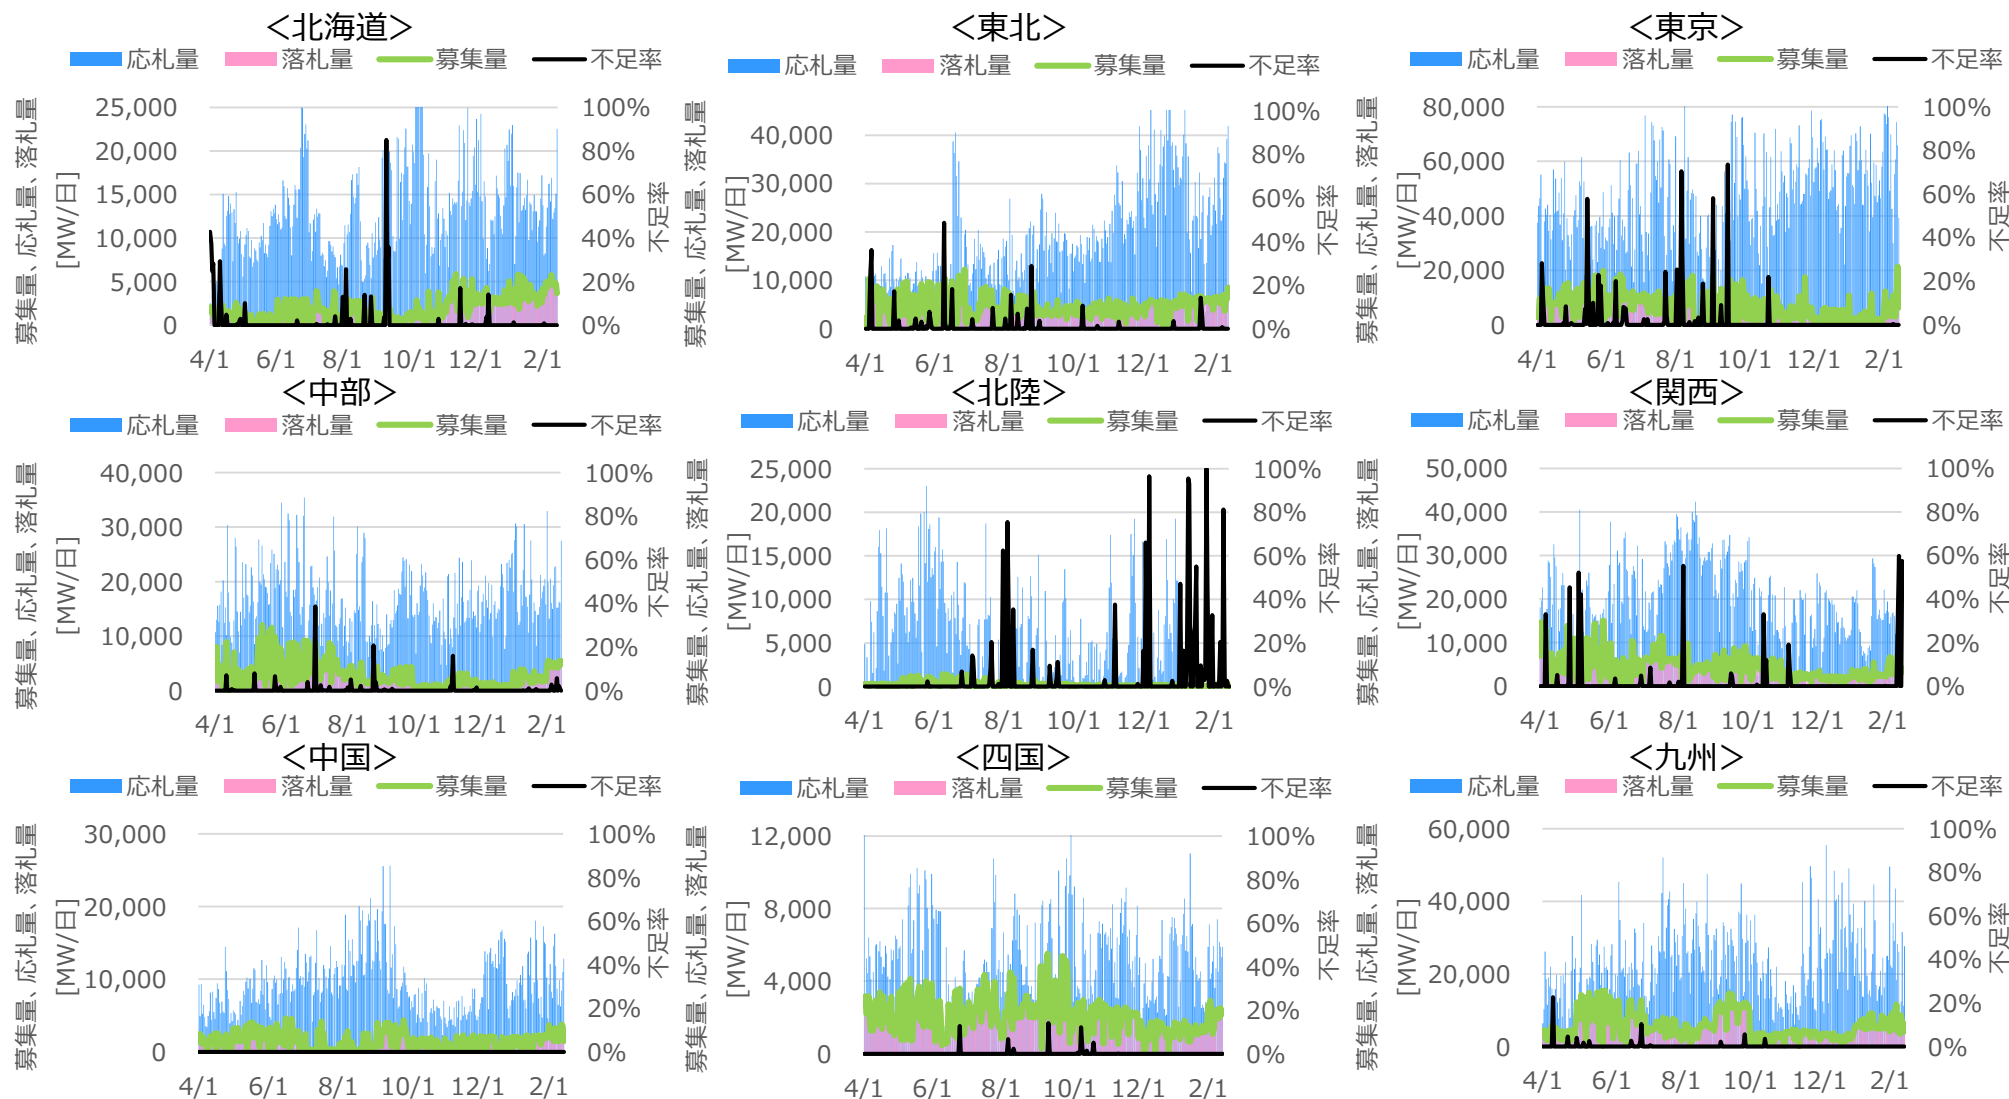 ＜北海道＞
応札量 落札量 募集量 不足率
募集量、応札量、落札量
[MW/日]
25,000
20,000
15,000
10,000
5,000
0
100%
80%
60%
40%
20%
0%
不足率
4/1 6/1 8/1 10/1 12/1 2/1
＜東北＞
応札量 落札量 募集量 不足率
募集量、応札量、落札量
[MW/日]
40,000
30,000
20,000
10,000
0
100%
80%
60%
40%
20%
0%
不足率
4/1 6/1 8/1 10/1 12/1 2/1
＜東京＞
応札量 落札量 募集量 不足率
募集量、応札量、落札量
[MW/日]
80,000
60,000
40,000
20,000
0
100%
80%
60%
40%
20%
0%
不足率
4/1 6/1 8/1 10/1 12/1 2/1
＜中部＞
応札量 落札量 募集量 不足率
募集量、応札量、落札量
[MW/日]
40,000
30,000
20,000
10,000
0
100%
80%
60%
40%
20%
0%
不足率
4/1 6/1 8/1 10/1 12/1 2/1
＜北陸＞
応札量 落札量 募集量 不足率
募集量、応札量、落札量
[MW/日]
25,000
20,000
15,000
10,000
5,000
0
100%
80%
60%
40%
20%
0%
不足率
4/1 6/1 8/1 10/1 12/1 2/1
＜関西＞
応札量 落札量 募集量 不足率
募集量、応札量、落札量
[MW/日]
50,000
40,000
30,000
20,000
10,000
0
100%
80%
60%
40%
20%
0%
不足率
4/1 6/1 8/1 10/1 12/1 2/1
＜中国＞
応札量 落札量 募集量 不足率
募集量、応札量、落札量
[MW/日]
30,000
20,000
10,000
0
100%
80%
60%
40%
20%
0%
不足率
4/1 6/1 8/1 10/1 12/1 2/1
＜四国＞
応札量 落札量 募集量 不足率
募集量、応札量、落札量
[MW/日]
12,000
8,000
4,000
0
100%
80%
60%
40%
20%
0%
不足率
4/1 6/1 8/1 10/1 12/1 2/1
＜九州＞
応札量 落札量 募集量 不足率
募集量、応札量、落札量
[MW/日]
60,000
40,000
20,000
0
100%
80%
60%
40%
20%
0%
不足率
4/1 6/1 8/1 10/1 12/1 2/1